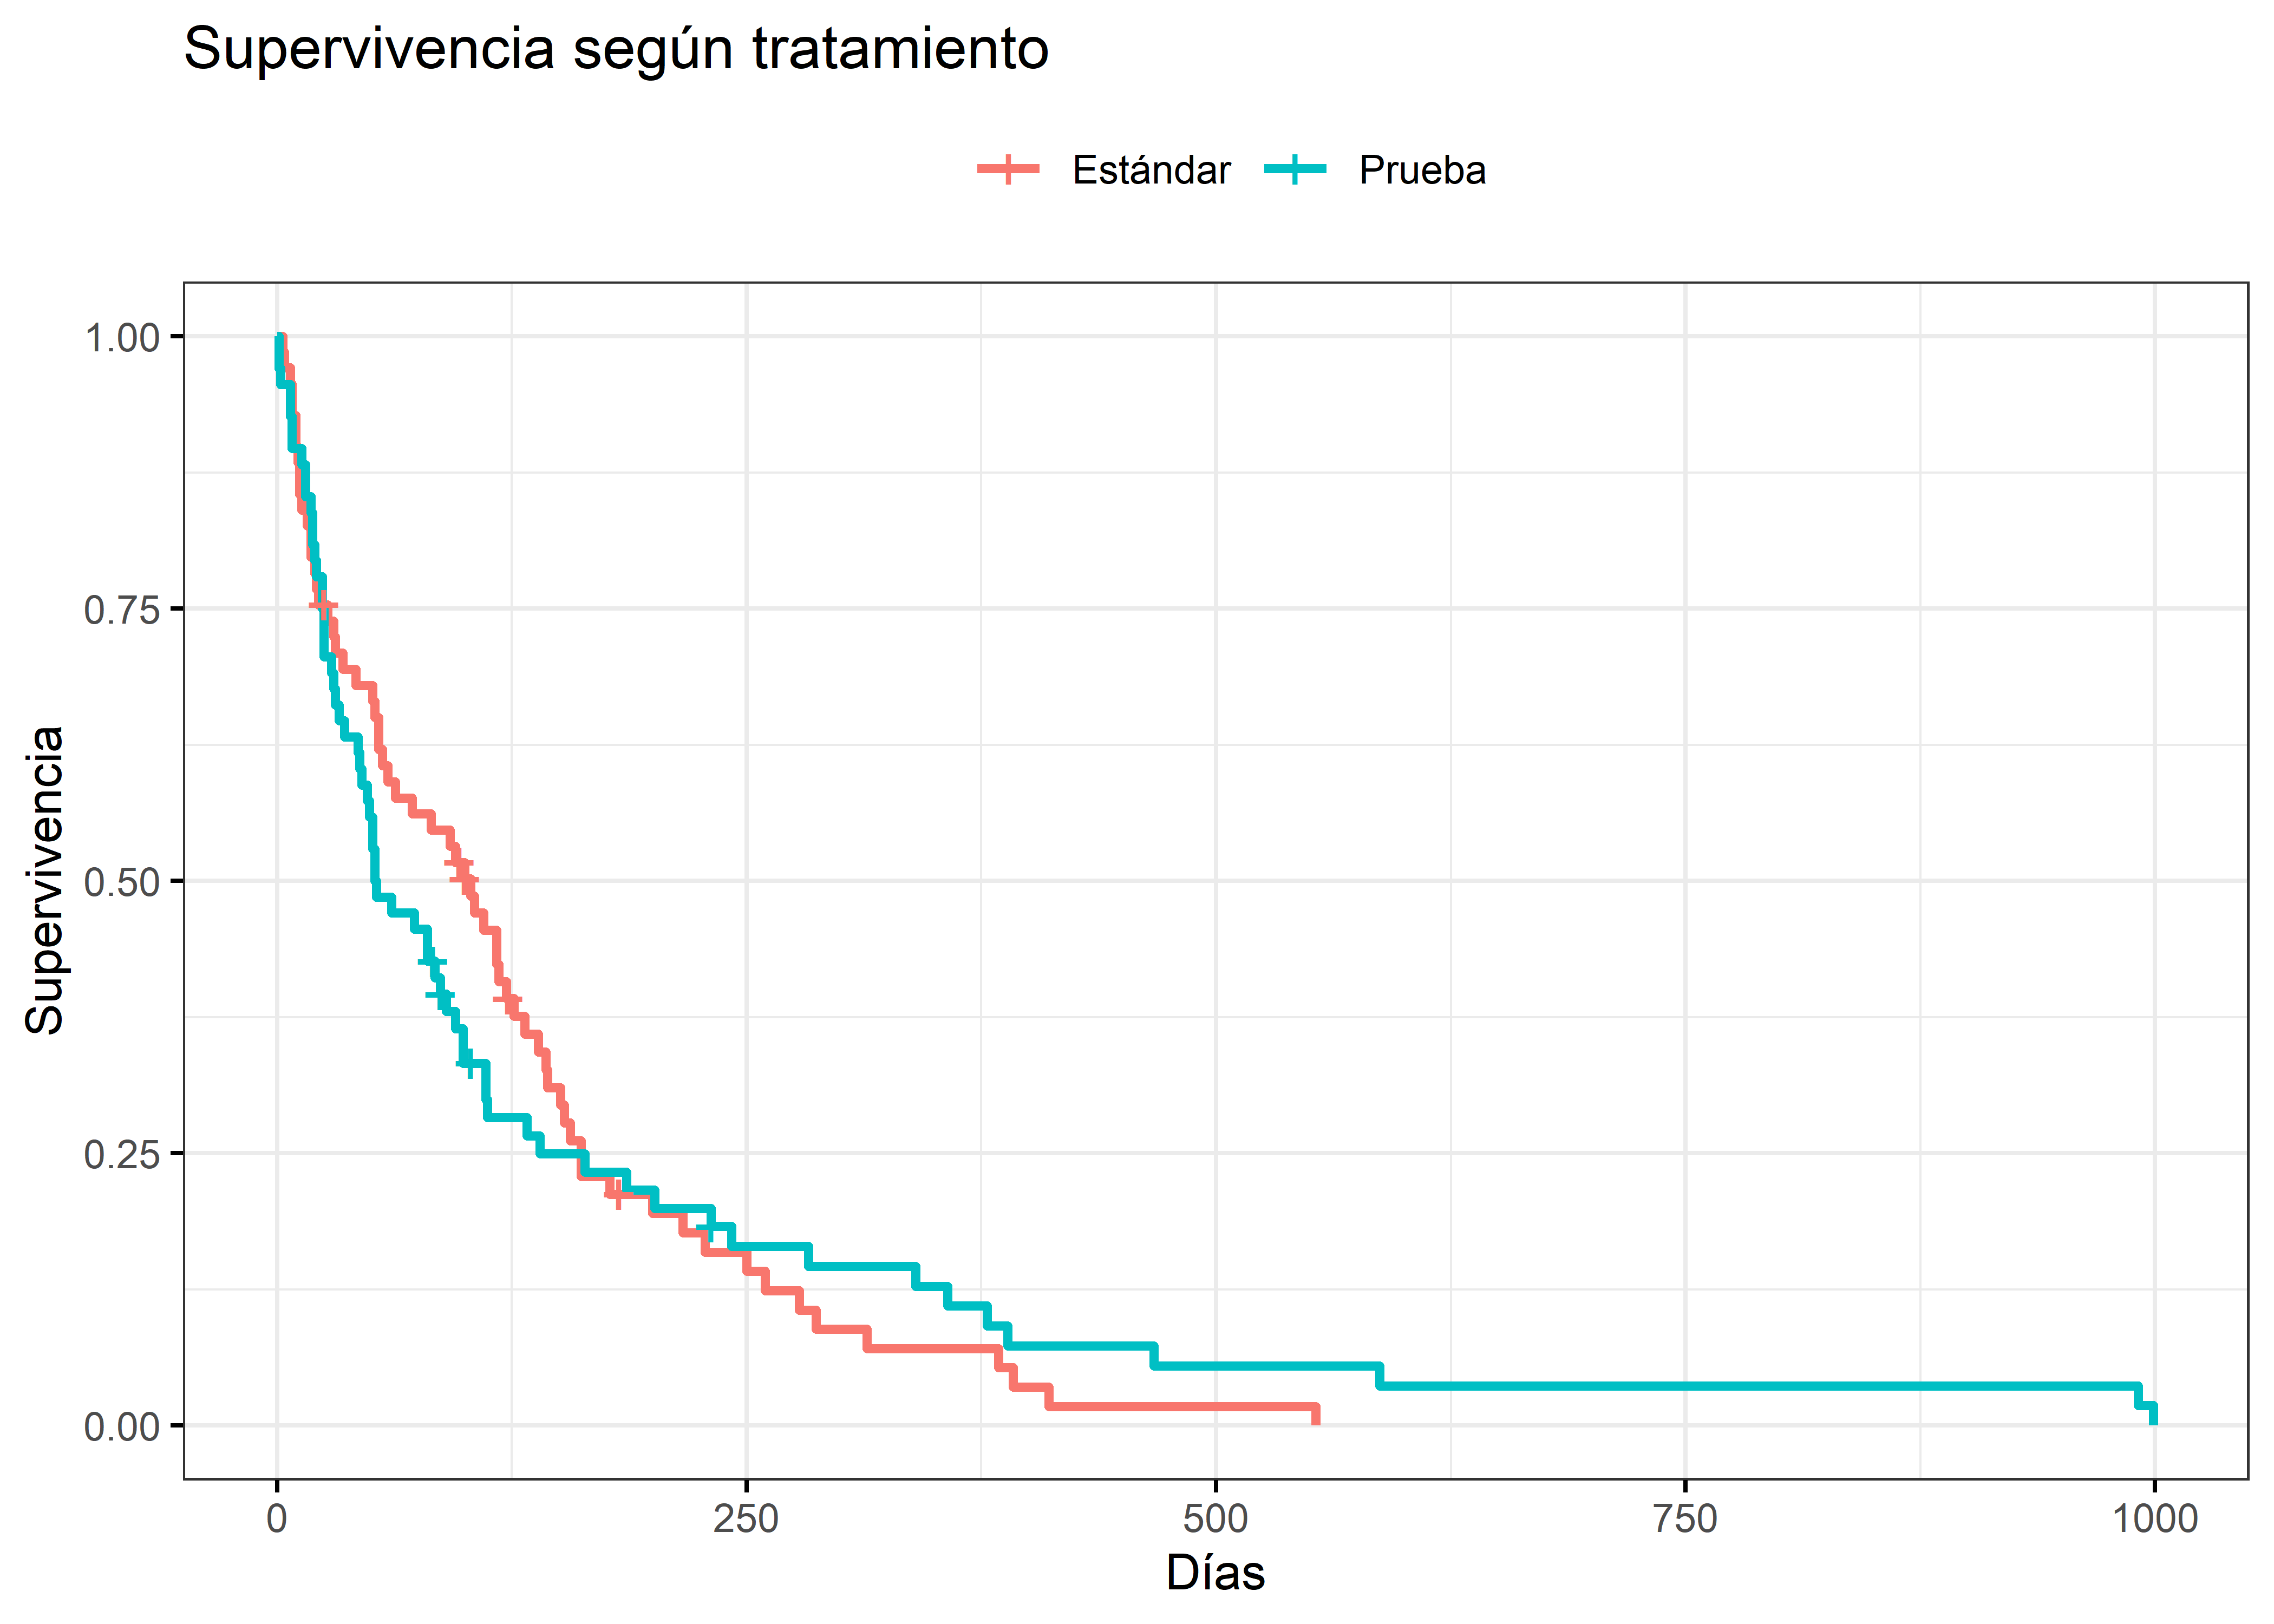 Supervivencia según tratamiento
Estándar Prueba
1.00
0.75
0.50
0.25
0.00
Supervivencia
0 250 500 750 1000
Días